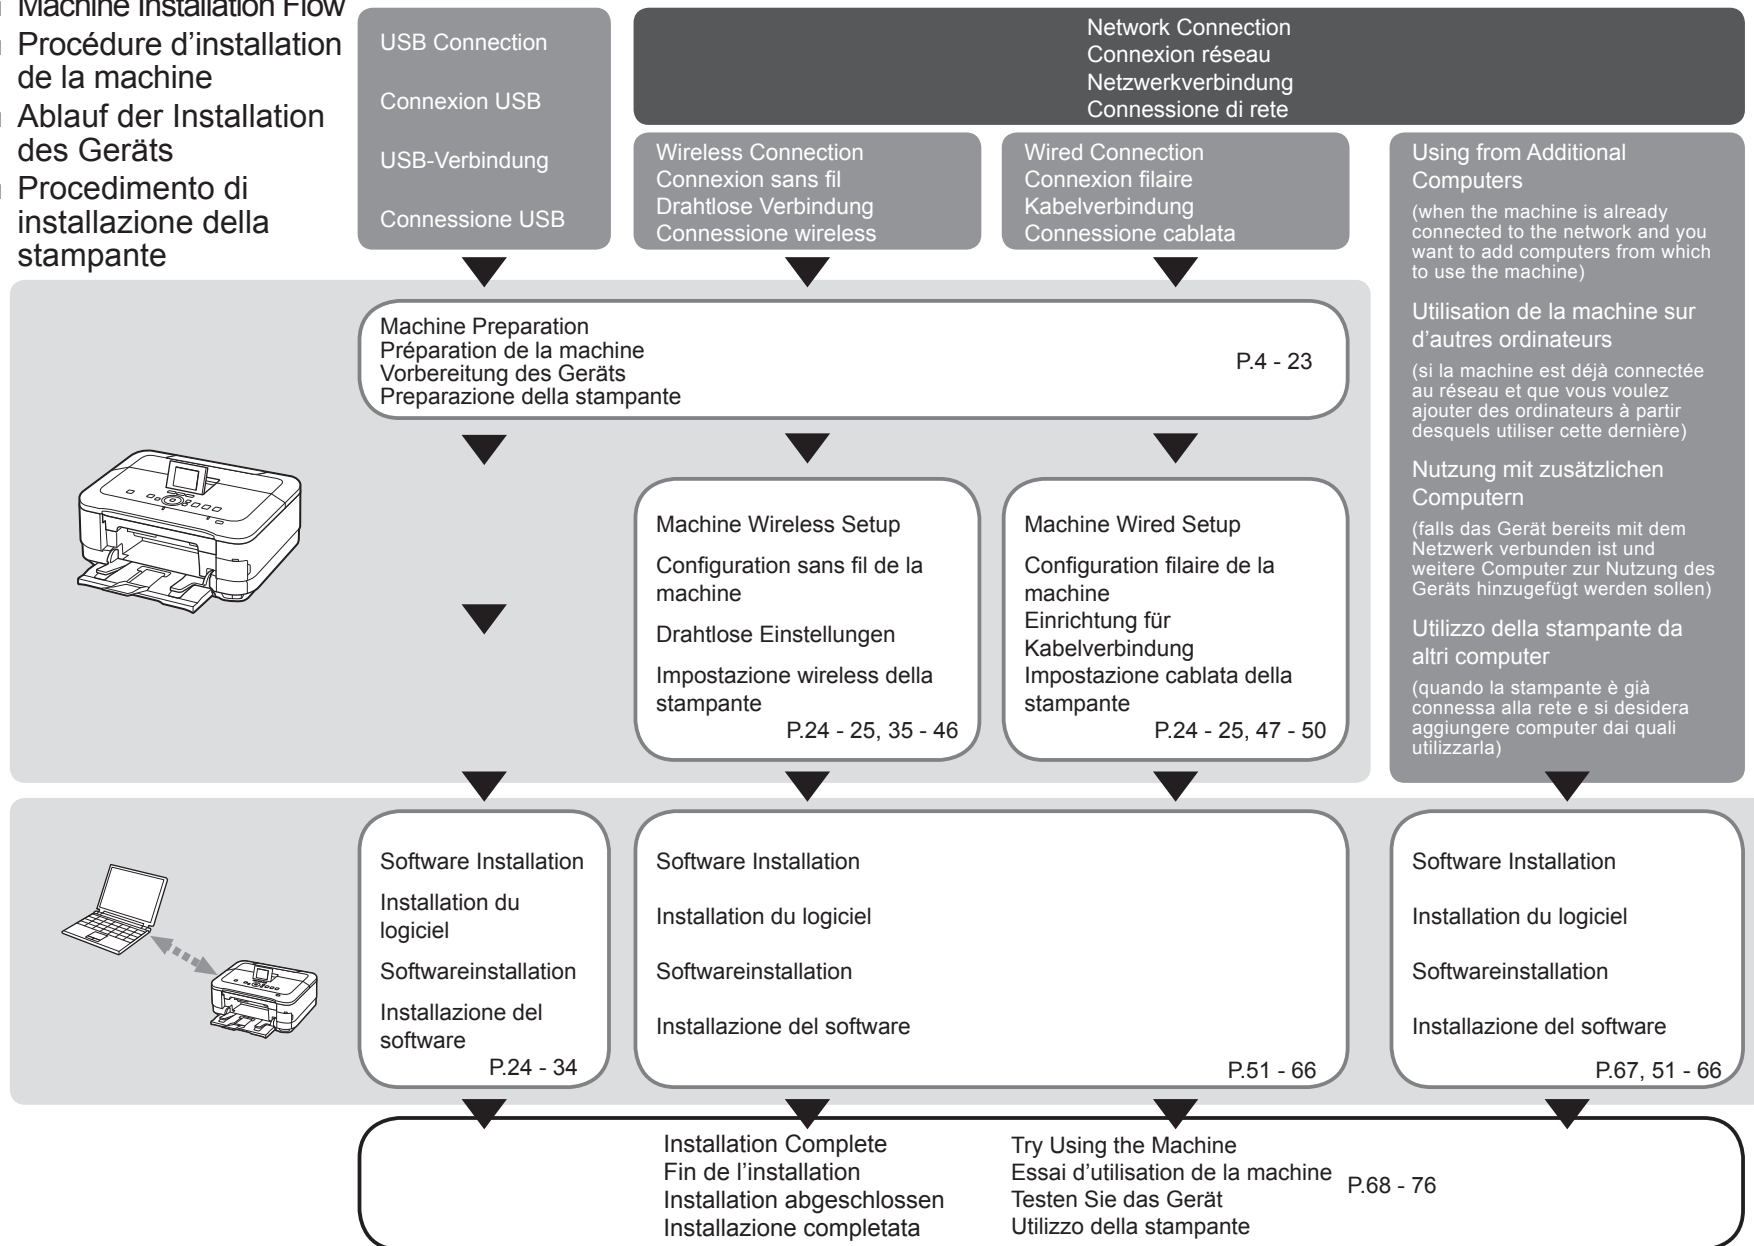 Machine Installation Flow
Procédure d’installation
de la machine
Ablauf der Installation
des Geräts
Procedimento di
installazione della
stampante
USB Connection
Connexion USB
USB-Verbindung
Connessione USB
Network Connection
Connexion réseau
Netzwerkverbindung
Connessione di rete
Wireless Connection
Connexion sans fil
Drahtlose Verbindung
Connessione wireless
Wired Connection
Connexion filaire
Kabelverbindung
Connessione cablata
Using from Additional
Computers
(when the machine is already
connected to the network and you
want to add computers from which
to use the machine)
Utilisation de la machine sur
d’autres ordinateurs
(si la machine est déjà connectée
au réseau et que vous voulez
ajouter des ordinateurs à partir
desquels utiliser cette dernière)
Nutzung mit zusätzlichen
Computern
(falls das Gerät bereits mit dem
Netzwerk verbunden ist und
weitere Computer zur Nutzung des
Geräts hinzugefügt werden sollen)
Utilizzo della stampante da
altri computer
(quando la stampante è già
connessa alla rete e si desidera
aggiungere computer dai quali
utilizzarla)
Machine Preparation
Préparation de la machine
Vorbereitung des Geräts
Preparazione della stampante
P.4 - 23
Machine Wireless Setup
Configuration sans fil de la
machine
Drahtlose Einstellungen
Impostazione wireless della
stampante
P.24 - 25, 35 - 46
Machine Wired Setup
Configuration filaire de la
machine
Einrichtung für
Kabelverbindung
Impostazione cablata della
stampante
P.24 - 25, 47 - 50
Software Installation
Installation du
logiciel
Softwareinstallation
Installazione del
software
P.24 - 34
Software Installation
Installation du logiciel
Softwareinstallation
Installazione del software
P.51 - 66
Software Installation
Installation du logiciel
Softwareinstallation
Installazione del software
P.67, 51 - 66
Installation Complete
Fin de l’installation
Installation abgeschlossen
Installazione completata
Try Using the Machine
Essai d’utilisation de la machine
Testen Sie das Gerät
Utilizzo della stampante
P.68 - 76